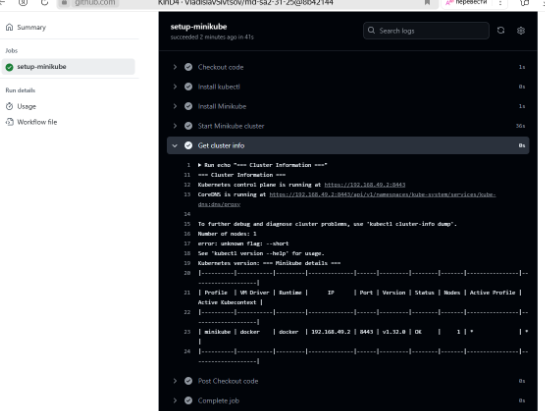 github.com
KIND4 - VladislavSivtsov/md-sa2-31-25@8b42144
перевести
Summary
Jobs
setup-minikube
Run details
Usage
Workflow file
setup-minikube
succeeded 2 minutes ago in 41s
Search logs
Checkout code 1s
Install kubectl 0s
Install Minikube 1s
Start Minikube cluster 36s
Get cluster info 0s
1 ▶ Run echo "=== Cluster Information ==="
11 === Cluster Information ===
12 Kubernetes control plane is running at https://192.168.49.2:8443
13 CoreDNS is running at https://192.168.49.2:8443/api/v1/namespaces/kube-system/services/kube-
dns:dns/proxy
14
15 To further debug and diagnose cluster problems, use 'kubectl cluster-info dump'.
16 Number of nodes: 1
17 error: unknown flag: --short
18 See 'kubectl version --help' for usage.
19 Kubernetes version: === Minikube details ===
20 |---------|-----------|---------|--------------|------|---------|--------|-------|----------------|--
------------------|
21 | Profile | VM Driver | Runtime | IP | Port | Version | Status | Nodes | Active Profile |
Active Kubecontext |
22 |---------|-----------|---------|--------------|------|---------|--------|-------|----------------|--
------------------|
23 | minikube | docker | docker | 192.168.49.2 | 8443 | v1.32.0 | OK | 1 | * | *
|
24 |---------|-----------|---------|--------------|------|---------|--------|-------|----------------|--
------------------|
Post Checkout code 0s
Complete job 0s